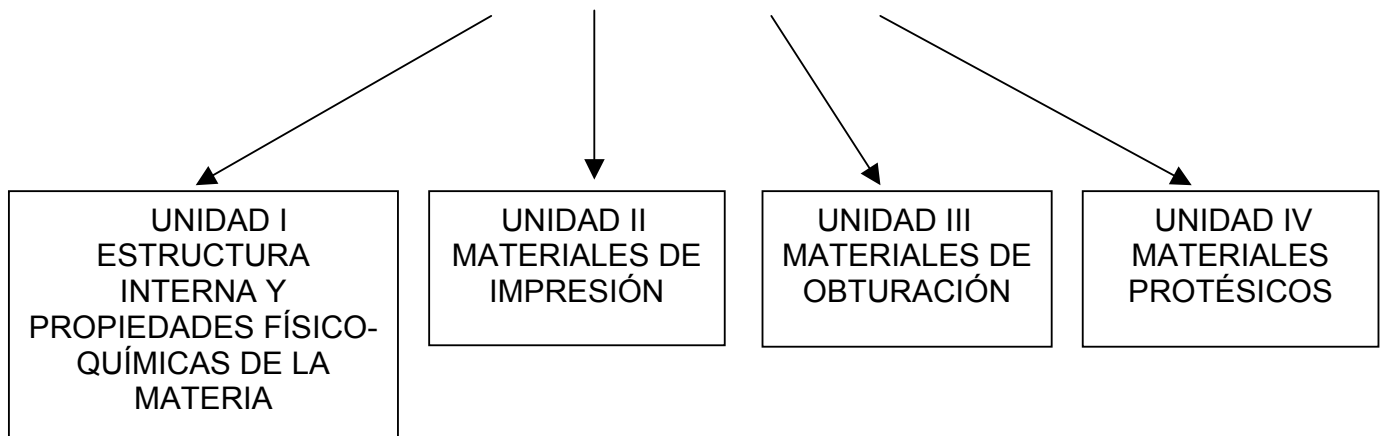 UNIDAD I
ESTRUCTURA
INTERNA Y
PROPIEDADES FÍSICO-
QUÍMICAS DE LA
MATERIA
UNIDAD II
MATERIALES DE
IMPRESIÓN
UNIDAD III
MATERIALES DE
OBTURACIÓN
UNIDAD IV
MATERIALES
PROTÉSICOS